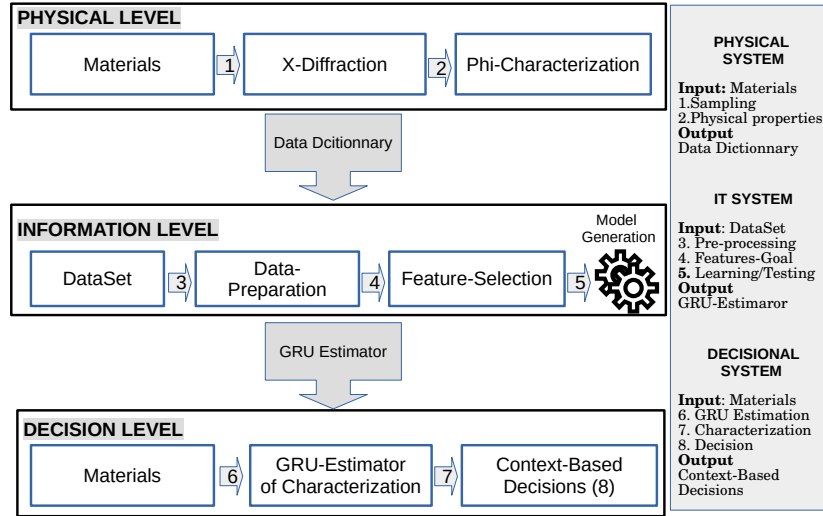 PHYSICAL LEVEL
Materials
1
X-Diffraction
2
Phi-Characterization
Data Dcitionnary
INFORMATION LEVEL
DataSet
3
Data-
Preparation
4
Feature-Selection
5
Model
Generation
GRU Estimator
DECISION LEVEL
Materials
6
GRU-Estimator
of Characterization
7
Context-Based
Decisions (8)
PHYSICAL
SYSTEM
Input: Materials
1.Sampling
2.Physical properties
Output
Data Dictionnary
IT SYSTEM
Input: DataSet
3. Pre-processing
4. Features-Goal
5. Learning/Testing
Output
GRU-Estimaror
DECISIONAL
SYSTEM
Input: Materials
6. GRU Estimation
7. Characterization
8. Decision
Output
Context-Based
Decisions